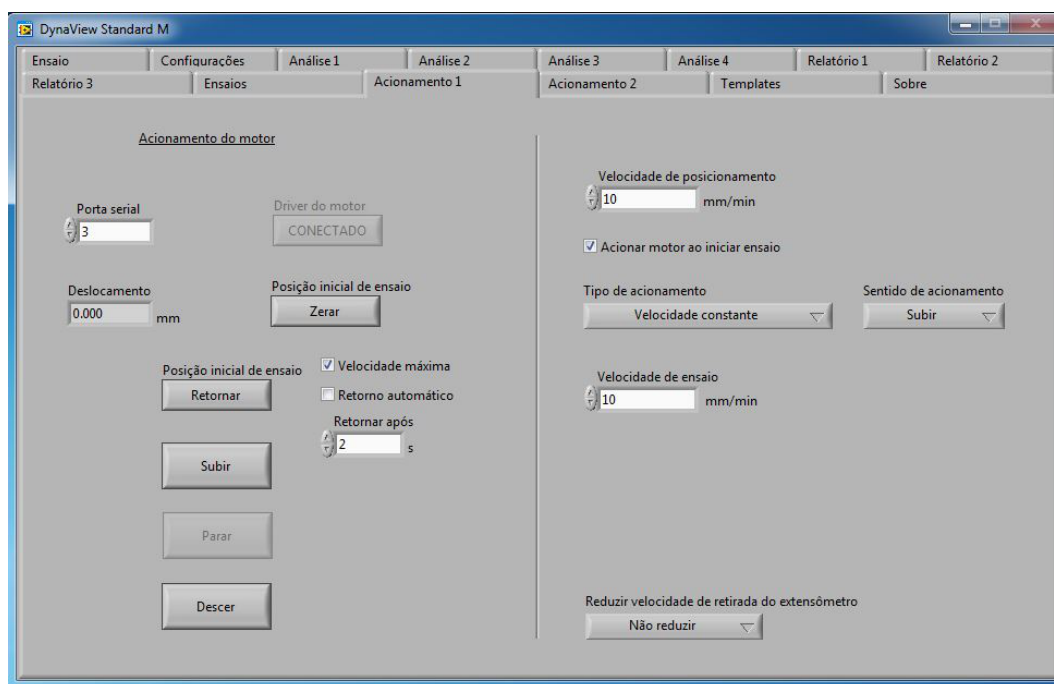 DynaView Standard M
Ensaio Configurações Análise 1 Análise 2 Análise 3 Análise 4 Relatório 1 Relatório 2
Relatório 3 Ensaios Acionamento 1 Acionamento 2 Templates Sobre
Acionamento do motor
Porta serial
3
Driver do motor
CONECTADO
Deslocamento
0.000 mm
Posição inicial de ensaio
Zerar
Posição inicial de ensaio
Retornar
Velocidade máxima
Retorno automático
Retornar após
2 s
Subir
Parar
Descer
Velocidade de posicionamento
10 mm/min
Acionar motor ao iniciar ensaio
Tipo de acionamento
Velocidade constante
Sentido de acionamento
Subir
Velocidade de ensaio
10 mm/min
Reduzir velocidade de retirada do extensômetro
Não reduzir